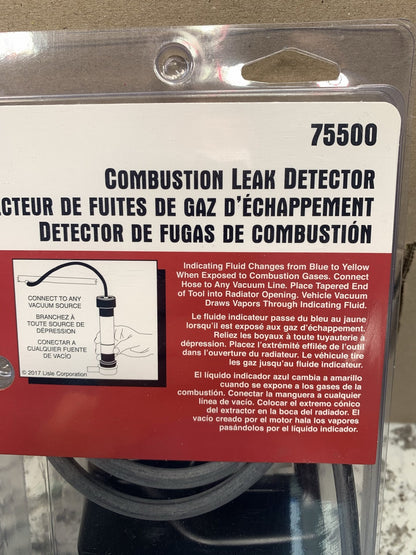 75500
COMBUSTION LEAK DETECTOR
CTEUR DE FUITES DE GAZ D'ÉCHAPPEMENT
DETECTOR DE FUGAS DE COMBUSTIÓN
CONNECT TO ANY
VACUUM SOURCE
BRANCHEZ À
TOUTE SOURCE DE
DÉPRESSION
CONECTAR A
CUALQUIER FUENTE
DE VACÍO
© 2017 Lisle Corporation
Indicating Fluid Changes from Blue to Yellow
When Exposed to Combustion Gases. Connect
Hose to Any Vacuum Line. Place Tapered End
of Tool into Radiator Opening. Vehicle Vacuum
Draws Vapors Through Indicating Fluid.
Le fluide indicateur passe du bleu au jaune
lorsqu'il est exposé aux gaz d'échappement.
Reliez les boyaux à toute tuyauterie à
dépression. Placez l'extrémité effilée de l'outil
dans l'ouverture du radiateur. Le véhicule tire
les gaz jusqu'au fluide indicateur.
El líquido indicador azul cambia a amarillo
cuando se expone a los gases de la
combustión. Conectar la manguera a cualquier
línea de vacío. Colocar el extremo cónico
del extractor en la boca del radiador. El
vacío creado por el motor hala los vapores
pasándolos por el líquido indicador.